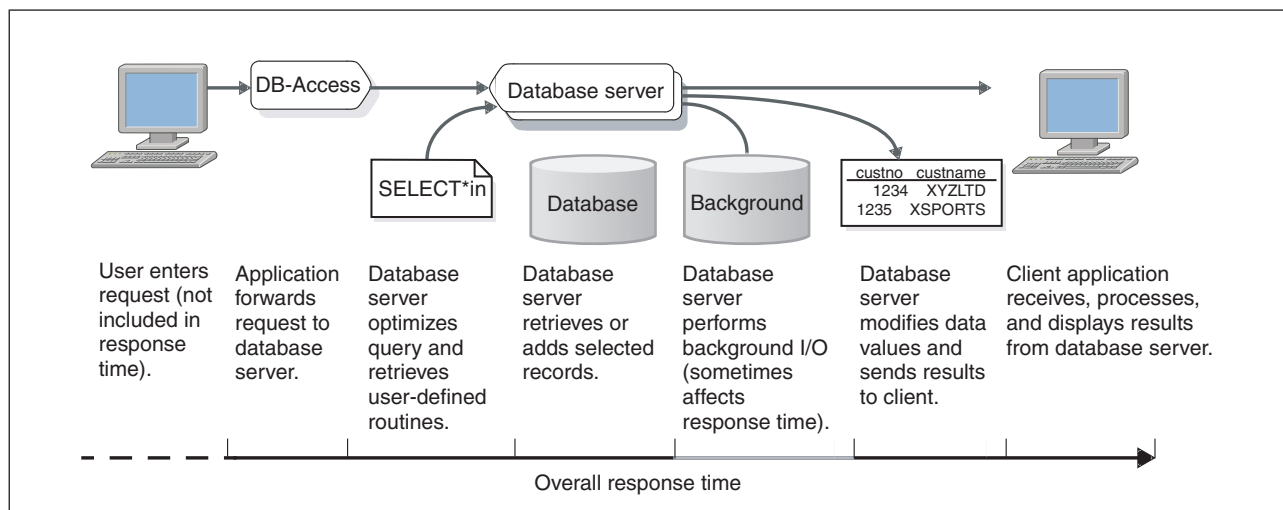 DB-Access
Database server
SELECT*in
Database
Background
custno custname
1234 XYZLTD
1235 XSPORTS
User enters
request (not
included in
response
time).
Application
forwards
request to
database
server.
Database
server
optimizes
query and
retrieves
user-defined
routines.
Database
server
retrieves or
adds selected
records.
Database
server
performs
background I/O
(sometimes
affects
response time).
Database
server
modifies data
values and
sends results
to client.
Client application
receives, processes,
and displays results
from database server.
Overall response time